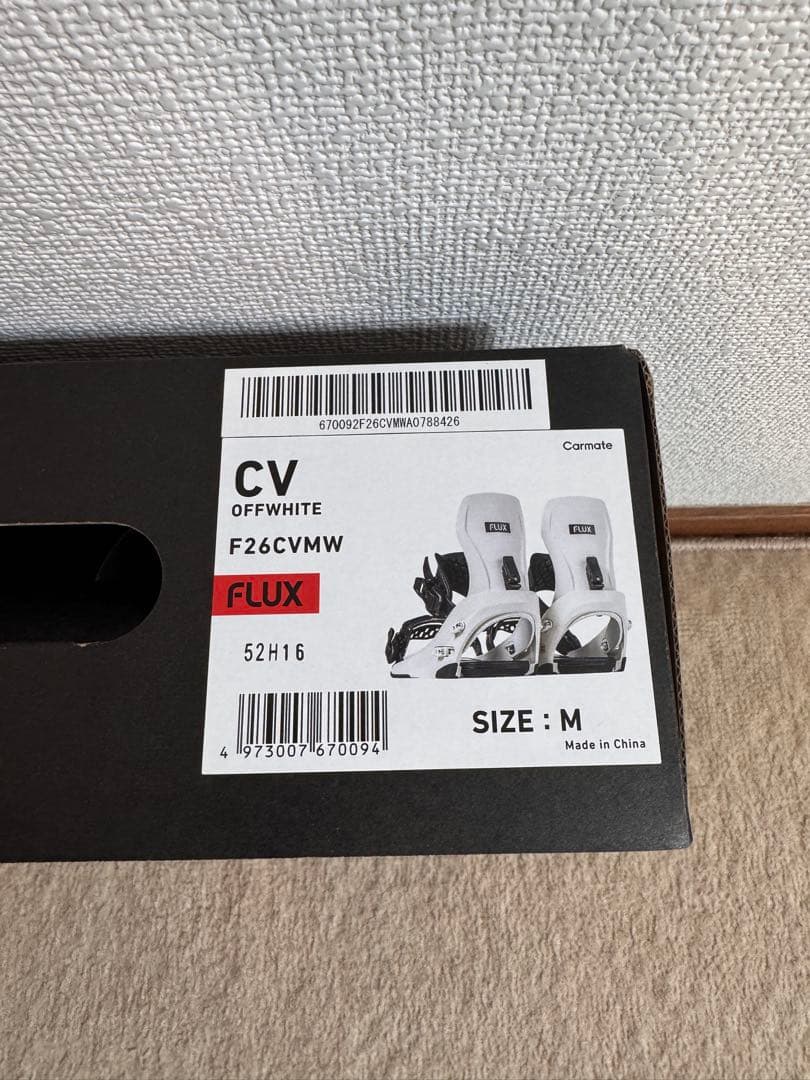 670092F26CVMWA0788426
Carmate
CV
OFFWHITE
F26CVMW
FLUX
FLUX
FLUX
52H16
4 973007 670094
SIZE : M
Made in China